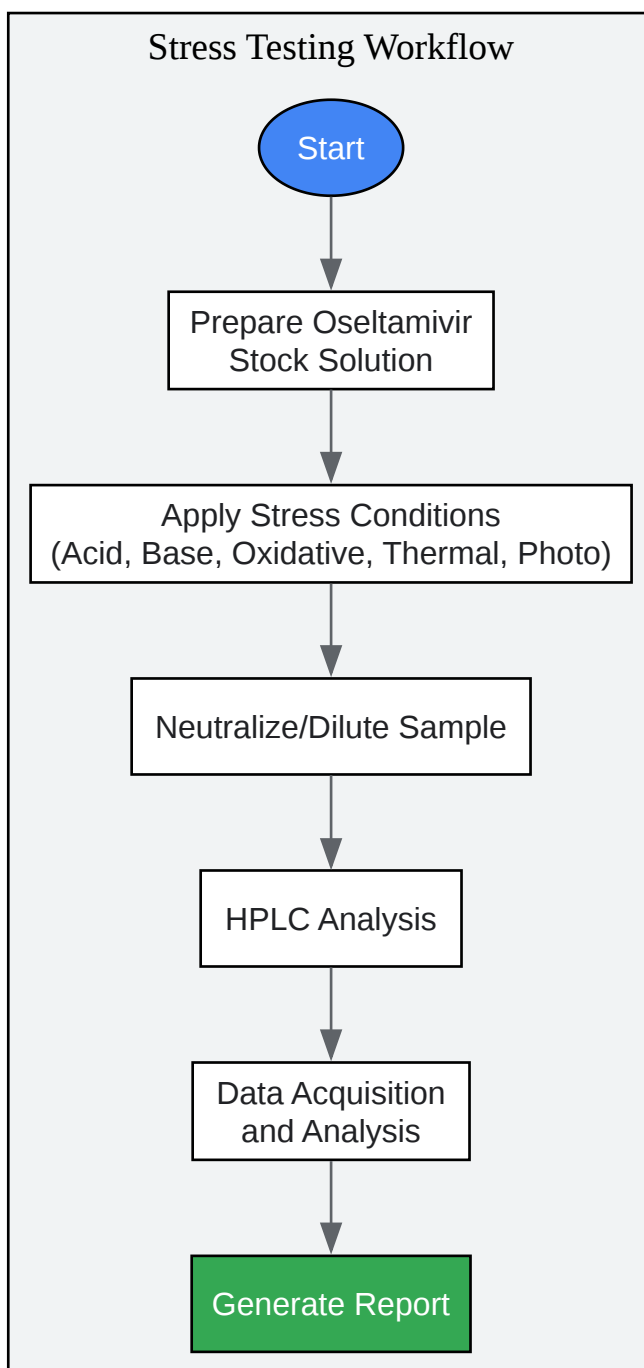 Stress Testing Workflow
Start
Prepare Oseltamivir
Stock Solution
Apply Stress Conditions
(Acid, Base, Oxidative, Thermal, Photo)
Neutralize/Dilute Sample
HPLC Analysis
Data Acquisition
and Analysis
Generate Report